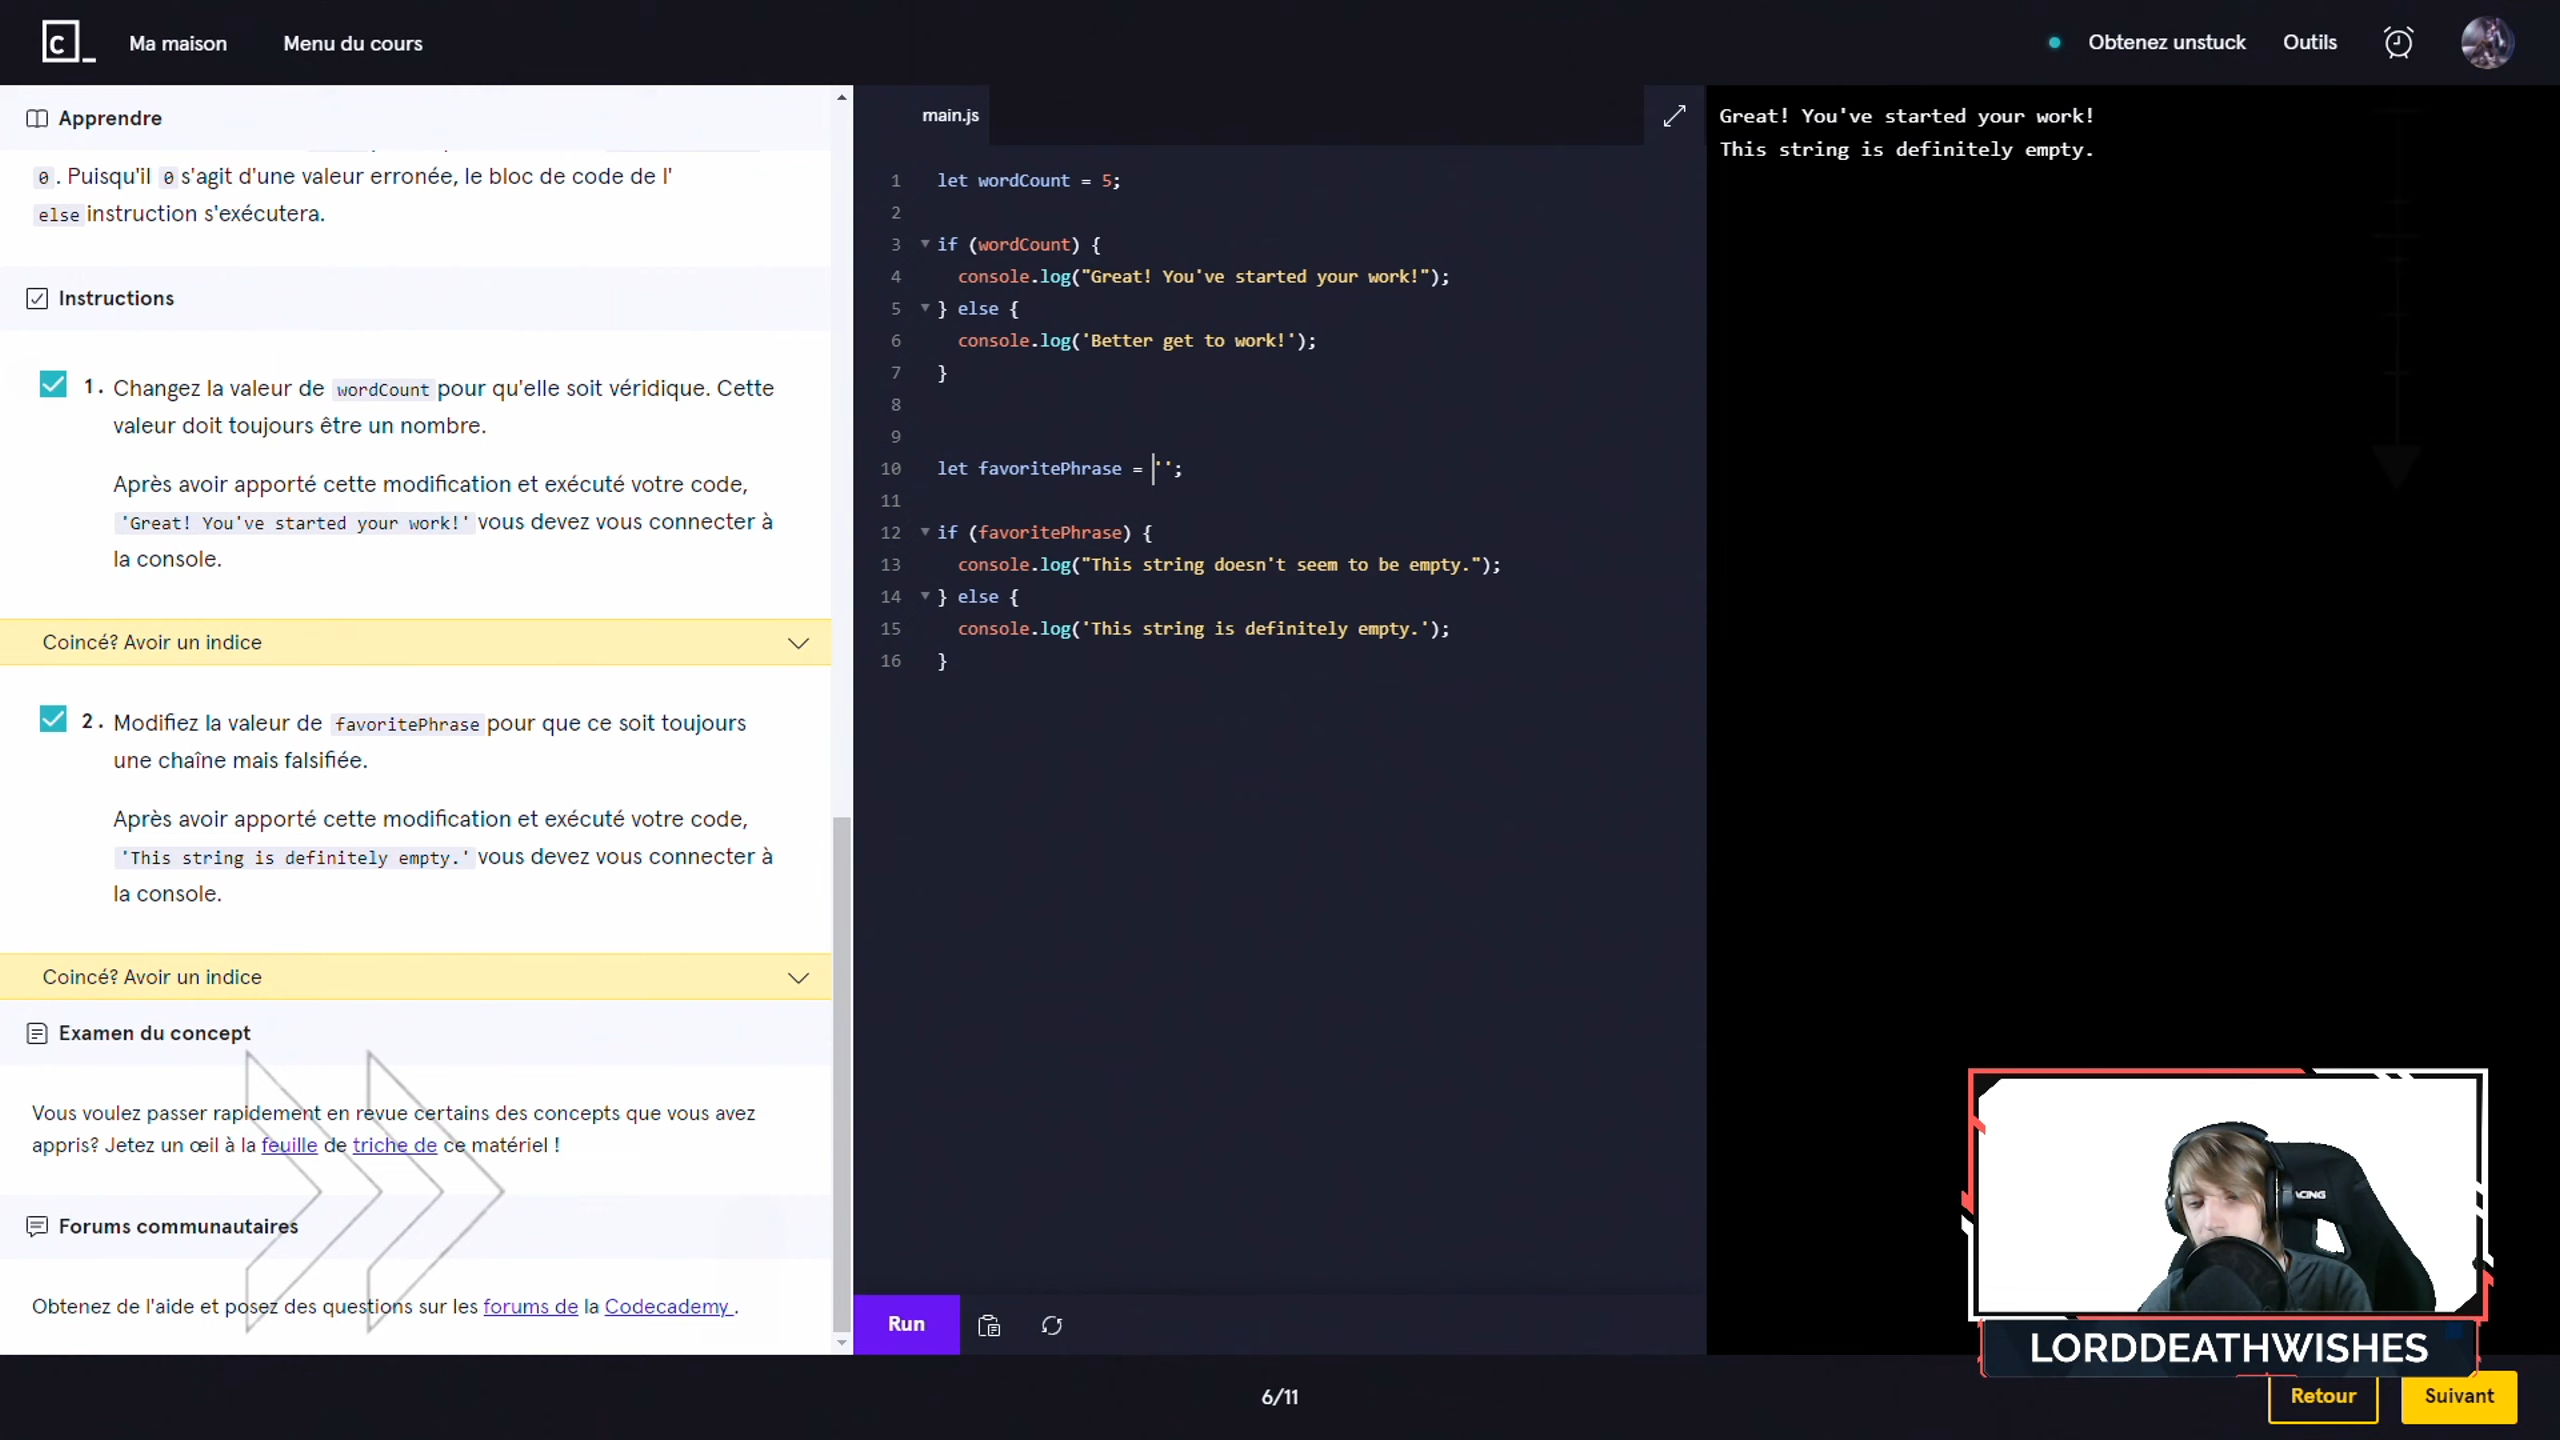 C_ Ma maison Menu du cours Obtenez unstuck Outils
Apprendre
0. Puisqu'il 0 s'agit d'une valeur erronée, le bloc de code de l'
else instruction s'exécutera.
Instructions
1. Changez la valeur de wordCount pour qu'elle soit véridique. Cette
valeur doit toujours être un nombre.
Après avoir apporté cette modification et exécuté votre code,
'Great! You've started your work!' vous devez vous connecter à
la console.
Coincé? Avoir un indice
2. Modifiez la valeur de favoritePhrase pour que ce soit toujours
une chaîne mais falsifiée.
Après avoir apporté cette modification et exécuté votre code,
'This string is definitely empty.' vous devez vous connecter à
la console.
Coincé? Avoir un indice
Examen du concept
Vous voulez passer rapidement en revue certains des concepts que vous avez
appris? Jetez un œil à la feuille de triche de ce matériel !
Forums communautaires
Obtenez de l'aide et posez des questions sur les forums de la Codecademy .
main.js
1 let wordCount = 5;
2
3 if (wordCount) {
4 console.log("Great! You've started your work!");
5 } else {
6 console.log('Better get to work!');
7 }
8
9
10 let favoritePhrase = '';
11
12 if (favoritePhrase) {
13 console.log("This string doesn't seem to be empty.");
14 } else {
15 console.log('This string is definitely empty.');
16 }
Run
Great! You've started your work!
This string is definitely empty.
ACING
LORDDEATHWISHES
6/11
Retour Suivant